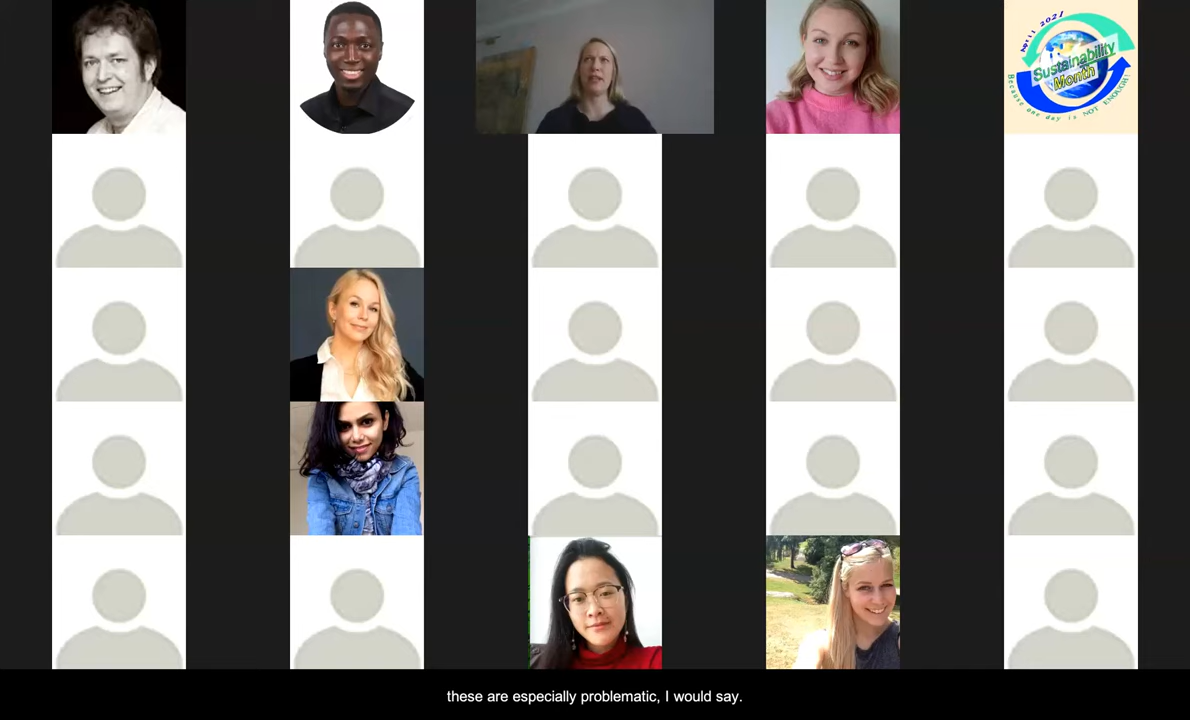 April 2021
Sustainability
Month
Because one day is NOT ENOUGH!
these are especially problematic, I would say.